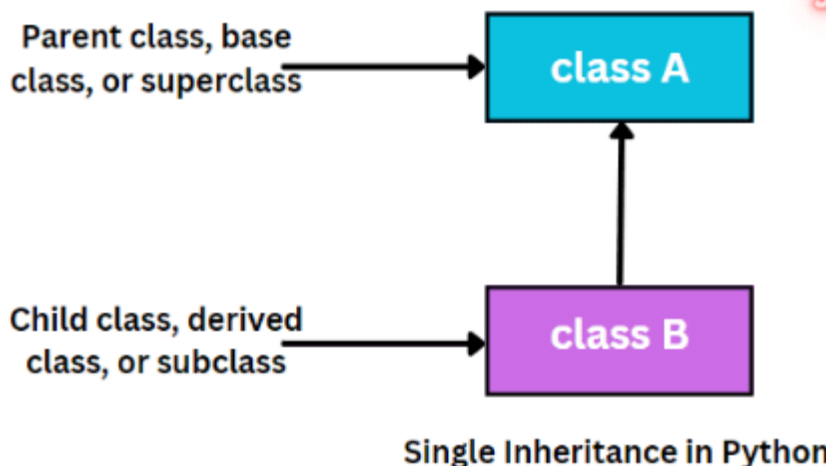 Parent class, base
class, or superclass
class A
Child class, derived
class, or subclass
class B
Single Inheritance in Python